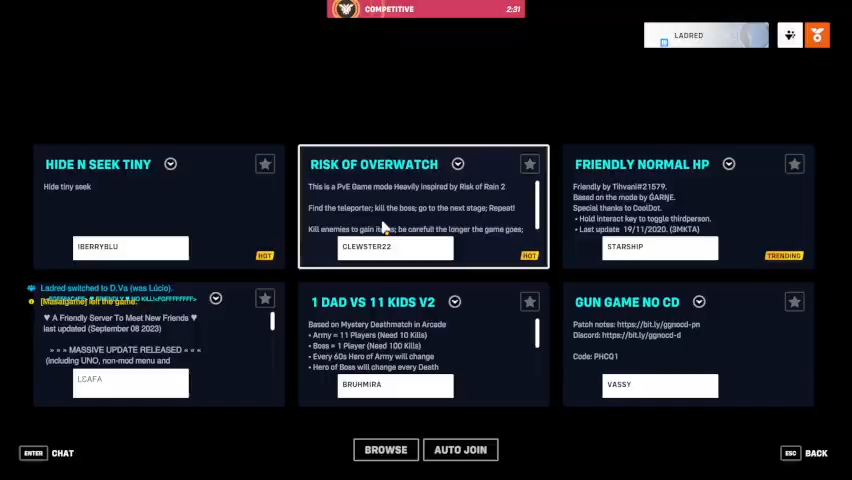 COMPETITIVE 2:31
LADRED
HIDE N SEEK TINY
Hide tiny seek
IBERRYBLU
HOT
RISK OF OVERWATCH
This is a PvE Game mode Heavily inspired by Risk of Rain 2
Find the teleporter; kill the boss; go to the next stage; Repeat!
Kill enemies to gain items; be careful! the longer the game goes;
CLEWSTER22
HOT
FRIENDLY NORMAL HP
Friendly by Tihvani#21579.
Based on the mode by GARNE.
Special thanks to CoolDot.
• Hold interact key to toggle thirdperson.
• Last update 19/11/2020. (3MKTA)
STARSHIP
TRENDING
Ladred switched to D.Va (was Lúcio).
left the game.
♥ A Friendly Server To Meet New Friends ♥
last updated (September 08 2023)
» » » MASSIVE UPDATE RELEASED « « «
(including UNO, non-mod menu and
LEAFA
1 DAD VS 11 KIDS V2
Based on Mystery Deathmatch in Arcade
• Army = 11 Players (Need 10 Kills)
• Boss = 1 Player (Need 100 Kills)
• Every 60s Hero of Army will change
• Hero of Boss will change every Death
BRUHMIRA
GUN GAME NO CD
Patch notes: https://bit.ly/ggnocd-pn
Discord: https://bit.ly/ggnocd-d
Code: PHCQ1
VASSY
ENTER CHAT
BROWSE
AUTO JOIN
ESC BACK